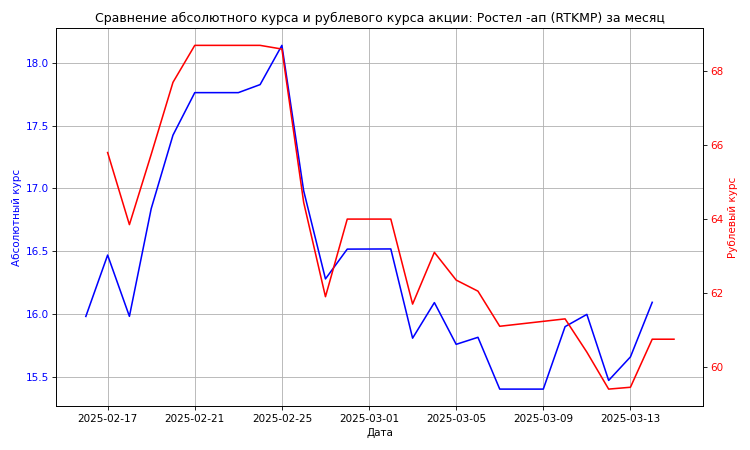 Сравнение абсолютного курса и рублевого курса акции: Ростел -ап (RTKMP) за месяц
18.0
17.5
17.0
16.5
16.0
15.5
Абсолютный курс
68
66
64
62
60
Рублевый курс
2025-02-17 2025-02-21 2025-02-25 2025-03-01 2025-03-05 2025-03-09 2025-03-13
Дата